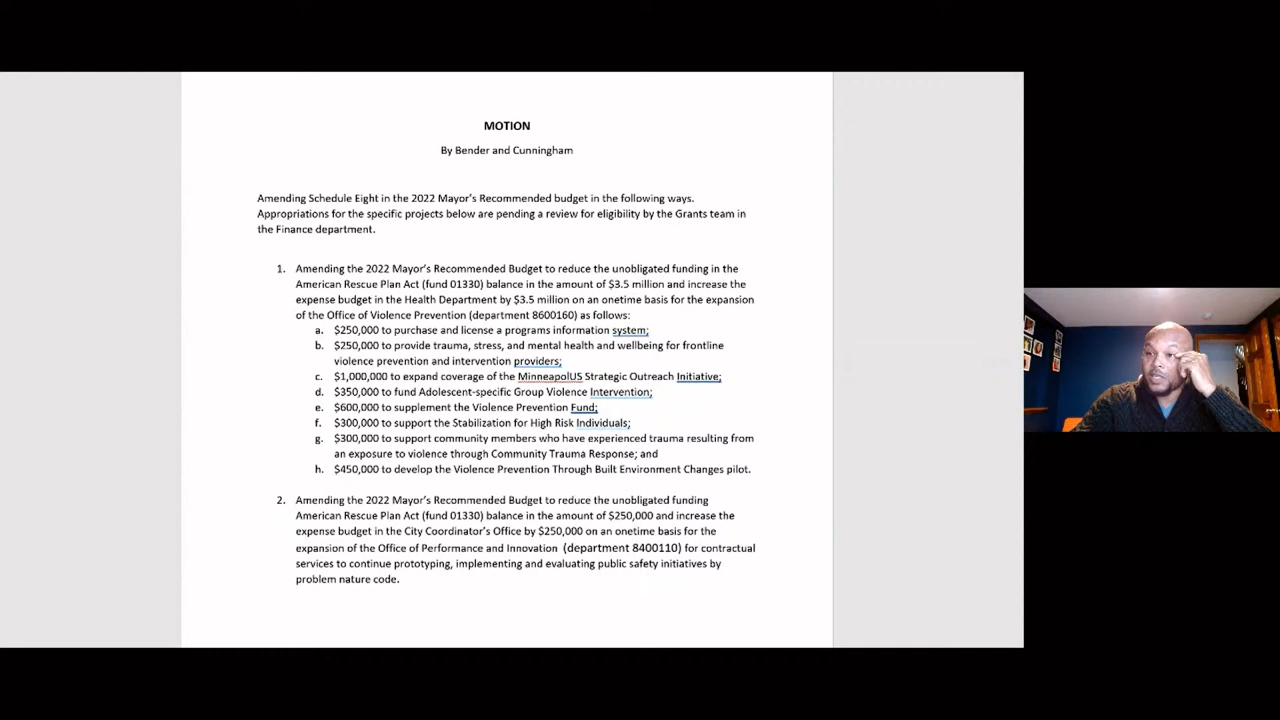 MOTION
By Bender and Cunningham
Amending Schedule Eight in the 2022 Mayor's Recommended budget in the following ways.
Appropriations for the specific projects below are pending a review for eligibility by the Grants team in
the Finance department.
1. Amending the 2022 Mayor's Recommended Budget to reduce the unobligated funding in the
American Rescue Plan Act (fund 01330) balance in the amount of $3.5 million and increase the
expense budget in the Health Department by $3.5 million on an onetime basis for the expansion
of the Office of Violence Prevention (department 8600160) as follows:
a. $250,000 to purchase and license a programs information system;
b. $250,000 to provide trauma, stress, and mental health and wellbeing for frontline
violence prevention and intervention providers;
c. $1,000,000 to expand coverage of the MinneapolUS Strategic Outreach Initiative;
d. $350,000 to fund Adolescent-specific Group Violence Intervention;
e. $600,000 to supplement the Violence Prevention Fund;
f. $300,000 to support the Stabilization for High Risk Individuals;
g. $300,000 to support community members who have experienced trauma resulting from
an exposure to violence through Community Trauma Response; and
h. $450,000 to develop the Violence Prevention Through Built Environment Changes pilot.
2. Amending the 2022 Mayor's Recommended Budget to reduce the unobligated funding
American Rescue Plan Act (fund 01330) balance in the amount of $250,000 and increase the
expense budget in the City Coordinator's Office by $250,000 on an onetime basis for the
expansion of the Office of Performance and Innovation (department 8400110) for contractual
services to continue prototyping, implementing and evaluating public safety initiatives by
problem nature code.